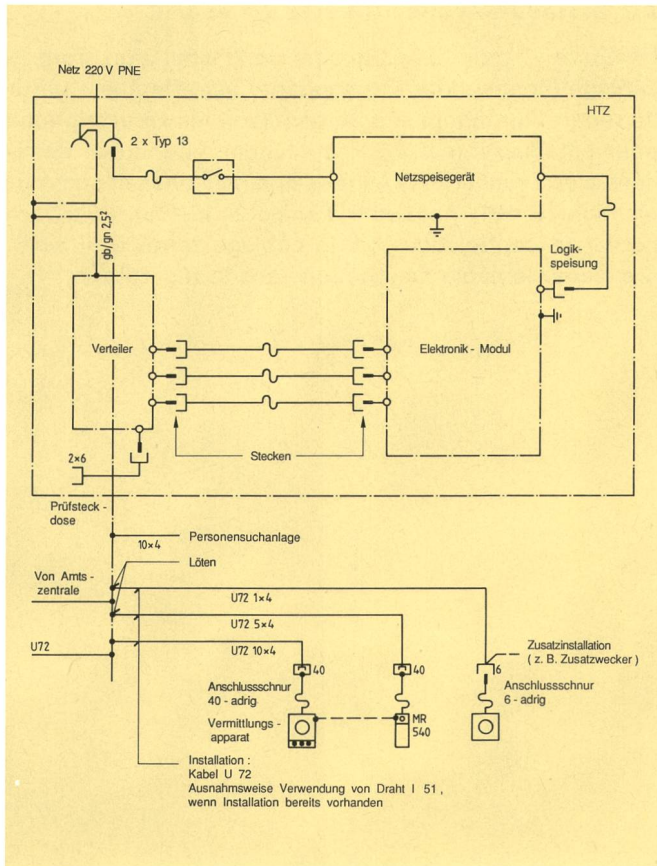 Netz 220 V PNE
HTZ
2 x Typ 13
Netzspeisegerät
gb/gn 2,5²
Logik-
speisung
Verteiler
Elektronik - Modul
2×6
Stecken
Prüfsteck -
dose
10×4
Personensuchanlage
Löten
Von Amts -
zentrale
U72 1×4
U72 5×4
U72
U72 10×4
Zusatzinstallation
( z. B. Zusatzwecker )
40
40
6
Anschlussschnur
40 - adrig
Anschlussschnur
6 - adrig
Vermittlungs -
apparat
MR
540
Installation :
Kabel U 72
Ausnahmsweise Verwendung von Draht I 51 ,
wenn Installation bereits vorhanden